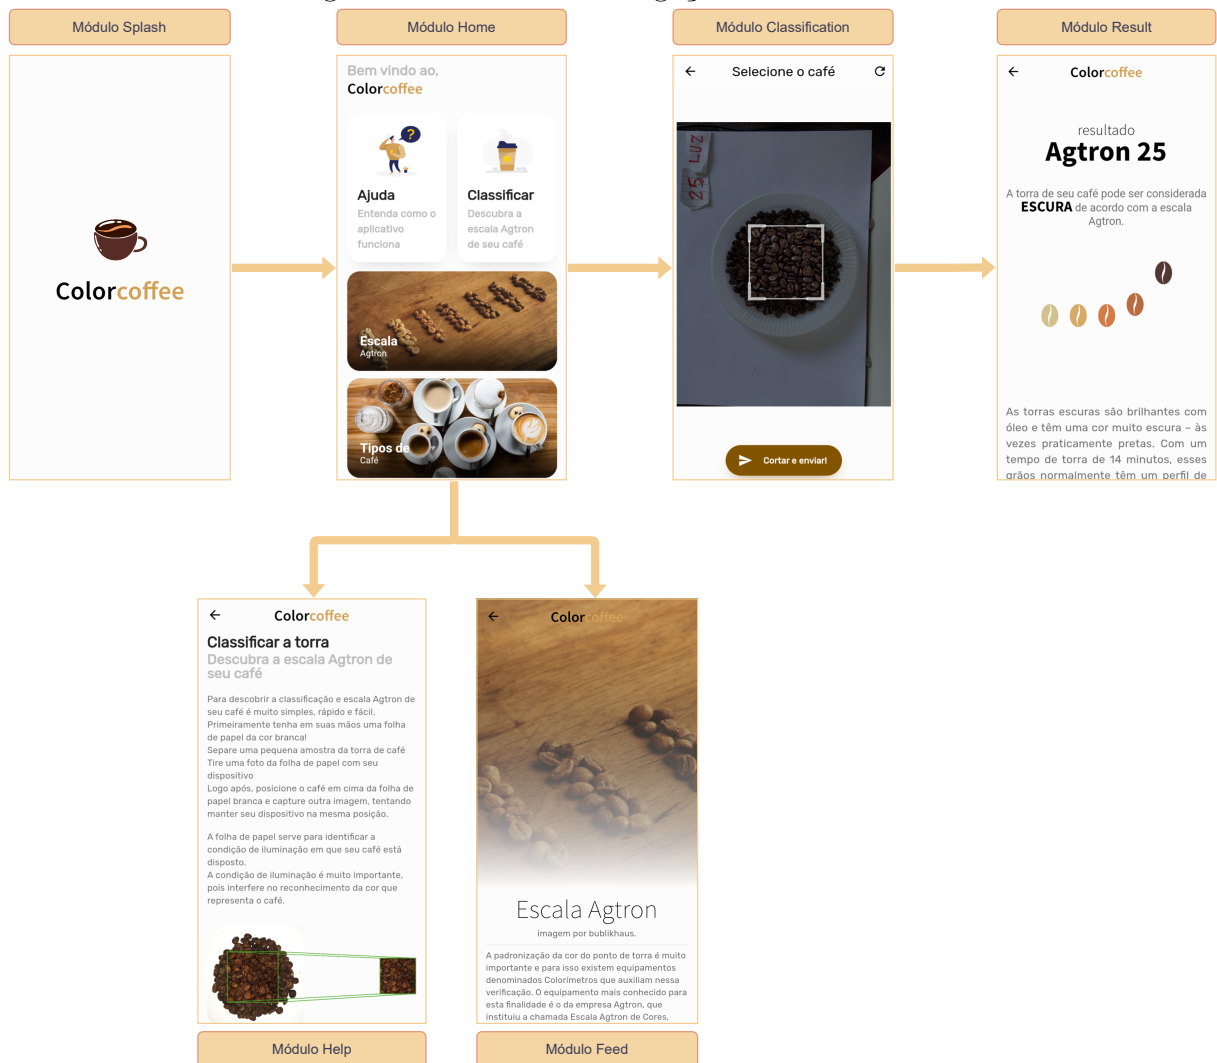 Módulo Splash
Módulo Home
Módulo Classification
Módulo Result
Colorcoffee
Bem vindo ao,
Colorcoffee
?
Ajuda
Entenda como o
aplicativo
funciona
Classificar
Descubra a
escala Agtron
de seu café
Escala
Agtron
Tipos de
Café
Selecione o café
25 LUZ
Cortar e enviar!
Colorcoffee
resultado
Agtron 25
A torra de seu café pode ser considerada
ESCURA de acordo com a escala
Agtron.
As torras escuras são brilhantes com
óleo e têm uma cor muito escura – às
vezes praticamente pretas. Com um
tempo de torra de 14 minutos, esses
grãos normalmente têm um perfil de
Colorcoffee
Classificar a torra
Descubra a escala Agtron de
seu café
Para descobrir a classificação e escala Agtron de
seu café é muito simples, rápido e fácil.
Primeiramente tenha em suas mãos uma folha
de papel da cor branca!
Separe uma pequena amostra da torra de café
Tire uma foto da folha de papel com seu
dispositivo
Logo após, posicione o café em cima da folha de
papel branca e capture outra imagem, tentando
manter seu dispositivo na mesma posição.
A folha de papel serve para identificar a
condição de iluminação em que seu café está
disposto.
A condição de iluminação é muito importante,
pois interfere no reconhecimento da cor que
representa o café.
Módulo Help
Colorcoffee
Escala Agtron
imagem por bublikhaus.
A padronização da cor do ponto de torra é muito
importante e para isso existem equipamentos
denominados Colorímetros que auxiliam nessa
verificação. O equipamento mais conhecido para
esta finalidade é o da empresa Agtron, que
instituiu a chamada Escala Agtron de Cores,
Módulo Feed